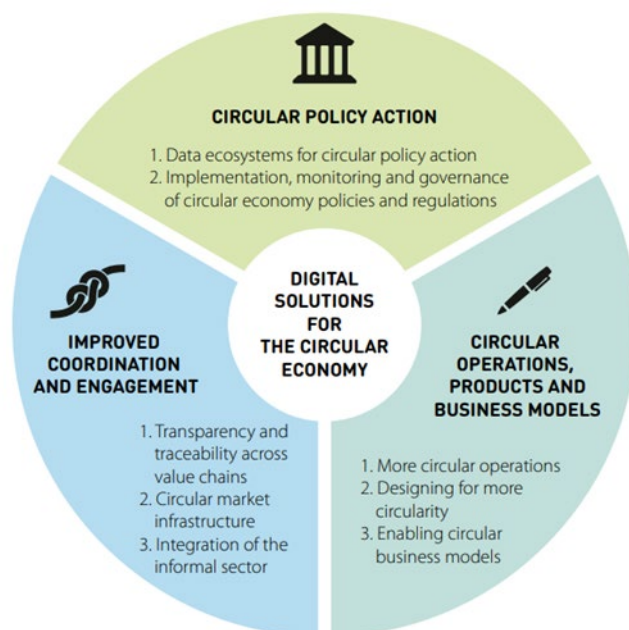 CIRCULAR POLICY ACTION
1. Data ecosystems for circular policy action
2. Implementation, monitoring and governance
of circular economy policies and regulations
DIGITAL
SOLUTIONS
FOR
THE CIRCULAR
ECONOMY
IMPROVED
COORDINATION
AND ENGAGEMENT
1. Transparency and
traceability across
value chains
2. Circular market
infrastructure
3. Integration of the
informal sector
CIRCULAR
OPERATIONS,
PRODUCTS AND
BUSINESS MODELS
1. More circular operations
2. Designing for more
circularity
3. Enabling circular
business models